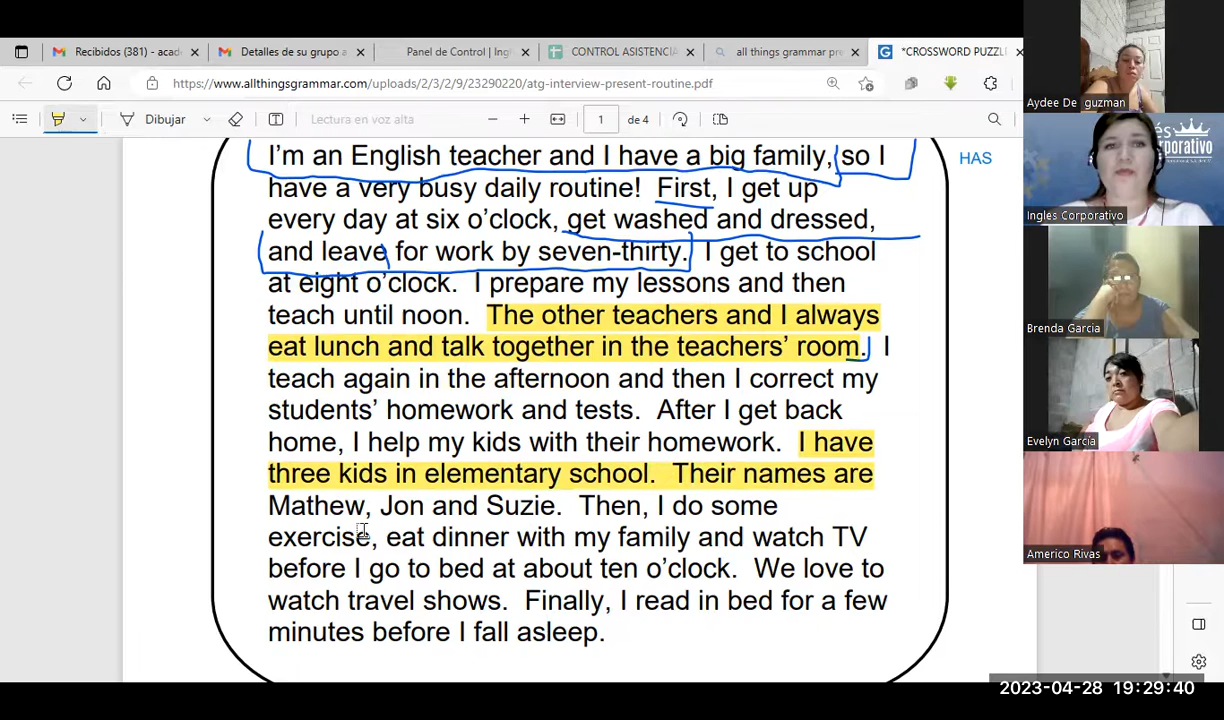 Recibidos (381) - acade
Detalles de su grupo a
Panel de Control | Ingl
CONTROL ASISTENCIA
all things grammar pre
*CROSSWORD PUZZL
https://www.allthingsgrammar.com/uploads/2/3/2/9/23290220/atg-interview-present-routine.pdf
Dibujar
Lectura en voz alta
1 de 4
I'm an English teacher and I have a big family, so I
HAS
have a very busy daily routine! First, I get up
every day at six o'clock, get washed and dressed,
and leave for work by seven-thirty. I get to school
at eight o'clock. I prepare my lessons and then
teach until noon. The other teachers and I always
eat lunch and talk together in the teachers' room. I
teach again in the afternoon and then I correct my
students' homework and tests. After I get back
home, I help my kids with their homework. I have
three kids in elementary school. Their names are
Mathew, Jon and Suzie. Then, I do some
exercise, eat dinner with my family and watch TV
before I go to bed at about ten o'clock. We love to
watch travel shows. Finally, I read in bed for a few
minutes before I fall asleep.
Aydee De guzman
és
Corporativo
Inglés Corporativo
Brenda Garcia
Evelyn García
Americo Rivas
2023-04-28 19:29:40